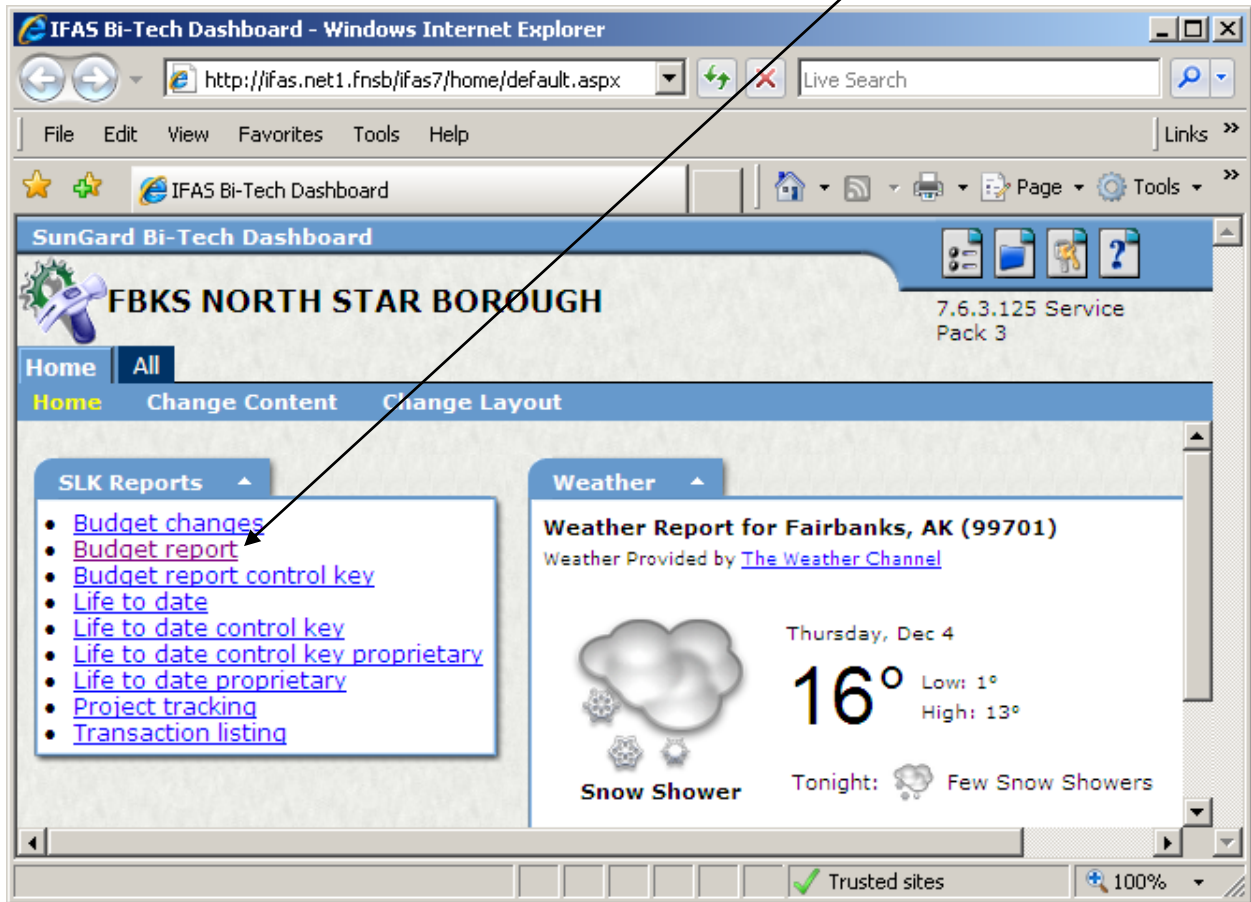 IFAS Bi-Tech Dashboard - Windows Internet Explorer
http://ifas.net1.fnsb/ifas7/home/default.aspx
Live Search
File Edit View Favorites Tools Help
Links »
IFAS Bi-Tech Dashboard
Page
Tools
»
SunGard Bi-Tech Dashboard
FBKS NORTH STAR BOROUGH
7.6.3.125 Service
Pack 3
Home All
Home Change Content Change Layout
SLK Reports
Budget changes
Budget report
Budget report control key
Life to date
Life to date control key
Life to date control key proprietary
Life to date proprietary
Project tracking
Transaction listing
Weather
Weather Report for Fairbanks, AK (99701)
Weather Provided by The Weather Channel
Thursday, Dec 4
16°
Low: 1°
High: 13°
Snow Shower
Tonight: Few Snow Showers
Trusted sites
100%